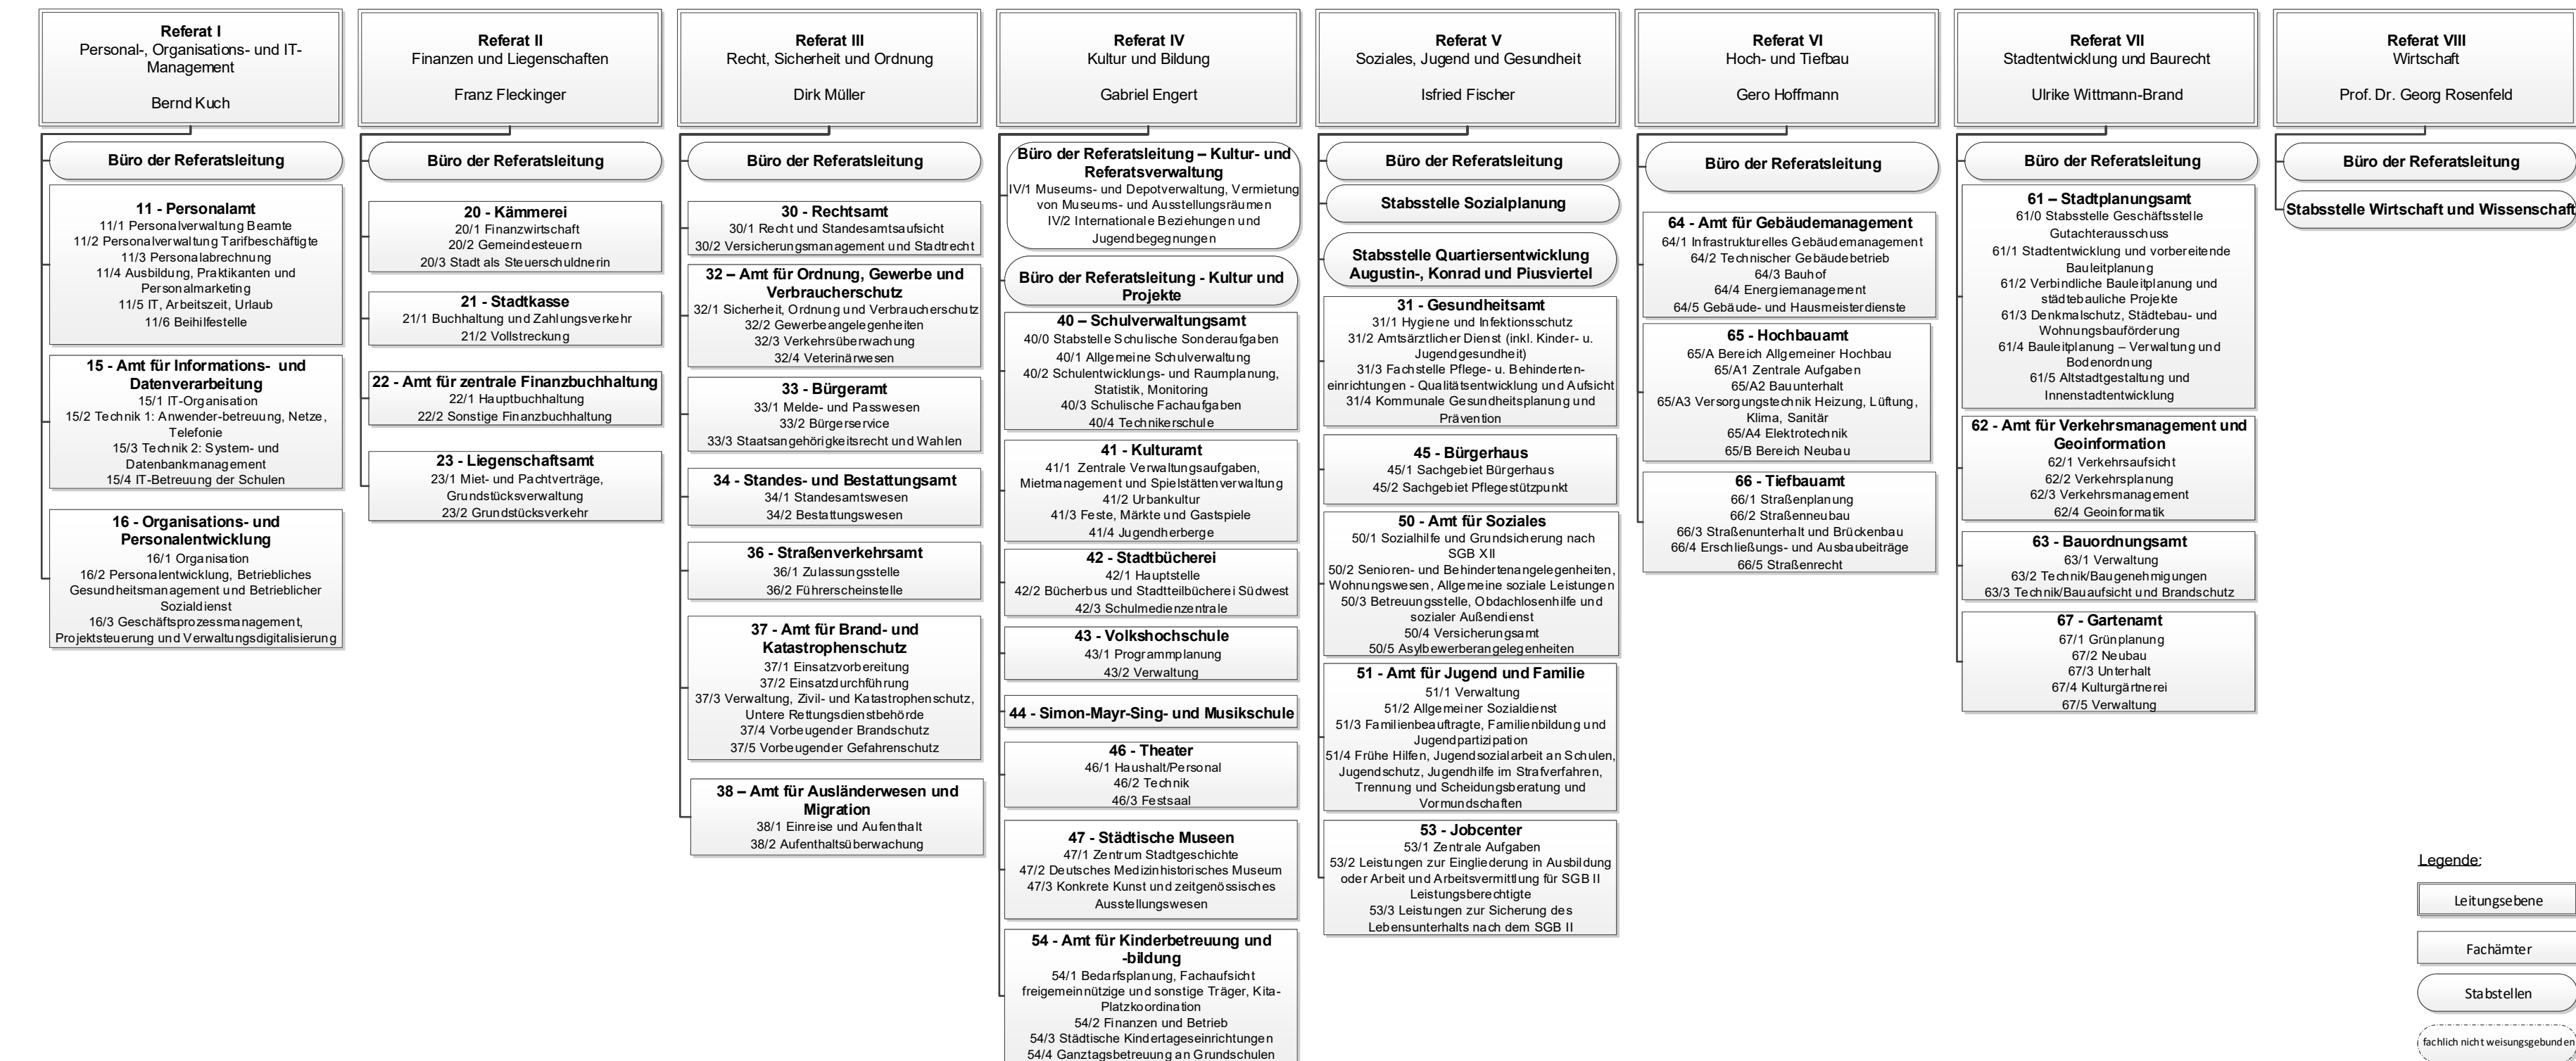 Referat I
Personal-, Organisations- und IT-
Management
Bernd Kuch
Büro der Referatsleitung
11 - Personalamt
11/1 Personalverwaltung Beamte
11/2 Personalverwaltung Tarifbeschäftigte
11/3 Personalabrechnung
11/4 Ausbildung, Praktikanten und
Personalmarketing
11/5 IT, Arbeitszeit, Urlaub
11/6 Beihilfestelle
15 - Amt für Informations- und
Datenverarbeitung
15/1 IT-Organisation
15/2 Technik 1: Anwender-betreuung, Netze,
Telefonie
15/3 Technik 2: System- und
Datenbankmanagement
15/4 IT-Betreuung der Schulen
16 - Organisations- und
Personalentwicklung
16/1 Organisation
16/2 Personalentwicklung, Betriebliches
Gesundheitsmanagement und Betrieblicher
Sozialdienst
16/3 Geschäftsprozessmanagement,
Projektsteuerung und Verwaltungsdigitalisierung
Referat II
Finanzen und Liegenschaften
Franz Fleckinger
Büro der Referatsleitung
20 - Kämmerei
20/1 Finanzwirtschaft
20/2 Gemeindesteuern
20/3 Stadt als Steuerschuldnerin
21 - Stadtkasse
21/1 Buchhaltung und Zahlungsverkehr
21/2 Vollstreckung
22 - Amt für zentrale Finanzbuchhaltung
22/1 Hauptbuchhaltung
22/2 Sonstige Finanzbuchhaltung
23 - Liegenschaftsamt
23/1 Miet- und Pachtverträge,
Grundstücksverwaltung
23/2 Grundstücksverkehr
Referat III
Recht, Sicherheit und Ordnung
Dirk Müller
Büro der Referatsleitung
30 - Rechtsamt
30/1 Recht und Standesamtsaufsicht
30/2 Versicherungsmanagement und Stadtrecht
32 – Amt für Ordnung, Gewerbe und
Verbraucherschutz
32/1 Sicherheit, Ordnung und Verbraucherschutz
32/2 Gewerbeangelegenheiten
32/3 Verkehrsüberwachung
32/4 Veterinärwesen
33 - Bürgeramt
33/1 Melde- und Passwesen
33/2 Bürgerservice
33/3 Staatsangehörigkeitsrecht und Wahlen
34 - Standes- und Bestattungsamt
34/1 Standesamtswesen
34/2 Bestattungswesen
36 - Straßenverkehrsamt
36/1 Zulassungsstelle
36/2 Führerscheinstelle
37 - Amt für Brand- und
Katastrophenschutz
37/1 Einsatzvorbereitung
37/2 Einsatzdurchführung
37/3 Verwaltung, Zivil- und Katastrophenschutz,
Untere Rettungsdienstbehörde
37/4 Vorbeugender Brandschutz
37/5 Vorbeugender Gefahrenschutz
38 – Amt für Ausländerwesen und
Migration
38/1 Einreise und Aufenthalt
38/2 Aufenthaltsüberwachung
Referat IV
Kultur und Bildung
Gabriel Engert
Büro der Referatsleitung – Kultur- und
Referatsverwaltung
IV/1 Museums- und Depotverwaltung, Vermietung
von Museums- und Ausstellungsräumen
IV/2 Internationale Beziehungen und
Jugendbegegnungen
Büro der Referatsleitung - Kultur und
Projekte
40 – Schulverwaltungsamt
40/0 Stabstelle Schulische Sonderaufgaben
40/1 Allgemeine Schulverwaltung
40/2 Schulentwicklungs- und Raumplanung,
Statistik, Monitoring
40/3 Schulische Fachaufgaben
40/4 Technikerschule
41 - Kulturamt
41/1 Zentrale Verwaltungsaufgaben,
Mietmanagement und Spielstättenverwaltung
41/2 Urbankultur
41/3 Feste, Märkte und Gastspiele
41/4 Jugendherberge
42 - Stadtbücherei
42/1 Hauptstelle
42/2 Bücherbus und Stadtteilbücherei Südwest
42/3 Schulmedienzentrale
43 - Volkshochschule
43/1 Programmplanung
43/2 Verwaltung
44 - Simon-Mayr-Sing- und Musikschule
46 - Theater
46/1 Haushalt/Personal
46/2 Technik
46/3 Festsaal
47 - Städtische Museen
47/1 Zentrum Stadtgeschichte
47/2 Deutsches Medizinhistorisches Museum
47/3 Konkrete Kunst und zeitgenössisches
Ausstellungswesen
54 - Amt für Kinderbetreuung und
-bildung
54/1 Bedarfsplanung, Fachaufsicht
freigemeinnützige und sonstige Träger, Kita-
Platzkoordination
54/2 Finanzen und Betrieb
54/3 Städtische Kindertageseinrichtungen
54/4 Ganztagsbetreuung an Grundschulen
Referat V
Soziales, Jugend und Gesundheit
Isfried Fischer
Büro der Referatsleitung
Stabsstelle Sozialplanung
Stabsstelle Quartiersentwicklung
Augustin-, Konrad und Piusviertel
31 - Gesundheitsamt
31/1 Hygiene und Infektionsschutz
31/2 Amtsärztlicher Dienst (inkl. Kinder- u.
Jugendgesundheit)
31/3 Fachstelle Pflege- u. Behinderten-
einrichtungen - Qualitätsentwicklung und Aufsicht
31/4 Kommunale Gesundheitsplanung und
Prävention
45 - Bürgerhaus
45/1 Sachgebiet Bürgerhaus
45/2 Sachgebiet Pflegestützpunkt
50 - Amt für Soziales
50/1 Sozialhilfe und Grundsicherung nach
SGB XII
50/2 Senioren- und Behindertenangelegenheiten,
Wohnungswesen, Allgemeine soziale Leistungen
50/3 Betreuungsstelle, Obdachlosenhilfe und
sozialer Außendienst
50/4 Versicherungsamt
50/5 Asylbewerberangelegenheiten
51 - Amt für Jugend und Familie
51/1 Verwaltung
51/2 Allgemeiner Sozialdienst
51/3 Familienbeauftragte, Familienbildung und
Jugendpartizipation
51/4 Frühe Hilfen, Jugendsozialarbeit an Schulen,
Jugendschutz, Jugendhilfe im Strafverfahren,
Trennung und Scheidungsberatung und
Vormundschaften
53 - Jobcenter
53/1 Zentrale Aufgaben
53/2 Leistungen zur Eingliederung in Ausbildung
oder Arbeit und Arbeitsvermittlung für SGB II
Leistungsberechtigte
53/3 Leistungen zur Sicherung des
Lebensunterhalts nach dem SGB II
Referat VI
Hoch- und Tiefbau
Gero Hoffmann
Büro der Referatsleitung
64 - Amt für Gebäudemanagement
64/1 Infrastrukturelles Gebäudemanagement
64/2 Technischer Gebäudebetrieb
64/3 Bauhof
64/4 Energiemanagement
64/5 Gebäude- und Hausmeisterdienste
65 - Hochbauamt
65/A Bereich Allgemeiner Hochbau
65/A1 Zentrale Aufgaben
65/A2 Bauunterhalt
65/A3 Versorgungstechnik Heizung, Lüftung,
Klima, Sanitär
65/A4 Elektrotechnik
65/B Bereich Neubau
66 - Tiefbauamt
66/1 Straßenplanung
66/2 Straßenneubau
66/3 Straßenunterhalt und Brückenbau
66/4 Erschließungs- und Ausbaubeiträge
66/5 Straßenrecht
Referat VII
Stadtentwicklung und Baurecht
Ulrike Wittmann-Brand
Büro der Referatsleitung
61 – Stadtplanungsamt
61/0 Stabsstelle Geschäftsstelle
Gutachterausschuss
61/1 Stadtentwicklung und vorbereitende
Bauleitplanung
61/2 Verbindliche Bauleitplanung und
städtebauliche Projekte
61/3 Denkmalschutz, Städtebau- und
Wohnungsbauförderung
61/4 Bauleitplanung – Verwaltung und
Bodenordnung
61/5 Altstadtgestaltung und
Innenstadtentwicklung
62 - Amt für Verkehrsmanagement und
Geoinformation
62/1 Verkehrsaufsicht
62/2 Verkehrsplanung
62/3 Verkehrsmanagement
62/4 Geoinformatik
63 - Bauordnungsamt
63/1 Verwaltung
63/2 Technik/Baugenehmigungen
63/3 Technik/Bauaufsicht und Brandschutz
67 - Gartenamt
67/1 Grünplanung
67/2 Neubau
67/3 Unterhalt
67/4 Kulturgärtnerei
67/5 Verwaltung
Referat VIII
Wirtschaft
Prof. Dr. Georg Rosenfeld
Büro der Referatsleitung
Stabsstelle Wirtschaft und Wissenschaft
Legende:
Leitungsebene
Fachämter
Stabstellen
fachlich nicht weisungsgebunden